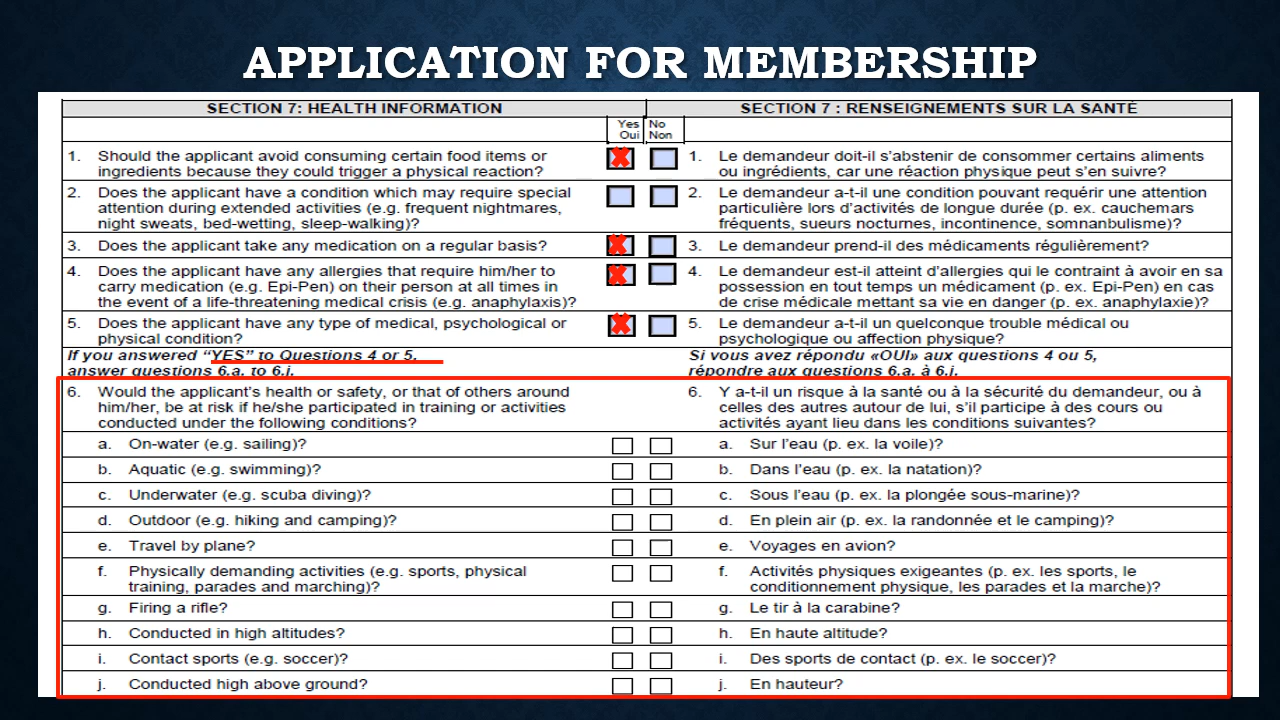 APPLICATION FOR MEMBERSHIP
SECTION 7: HEALTH INFORMATION
SECTION 7 : RENSEIGNEMENTS SUR LA SANTÉ
Yes No
Oui Non
1. Should the applicant avoid consuming certain food items or
ingredients because they could trigger a physical reaction?
1. Le demandeur doit-il s'abstenir de consommer certains aliments
ou ingrédients, car une réaction physique peut s'en suivre?
2. Does the applicant have a condition which may require special
attention during extended activities (e.g. frequent nightmares,
night sweats, bed-wetting, sleep-walking)?
2. Le demandeur a-t-il une condition pouvant requérir une attention
particulière lors d'activités de longue durée (p. ex. cauchemars
fréquents, sueurs nocturnes, incontinence, somnanbulisme)?
3. Does the applicant take any medication on a regular basis?
3. Le demandeur prend-il des médicaments régulièrement?
4. Does the applicant have any allergies that require him/her to
carry medication (e.g. Epi-Pen) on their person at all times in
the event of a life-threatening medical crisis (e.g. anaphylaxis)?
4. Le demandeur est-il atteint d'allergies qui le contraint à avoir en sa
possession en tout temps un médicament (p. ex. Epi-Pen) en cas
de crise médicale mettant sa vie en danger (p. ex. anaphylaxie)?
5. Does the applicant have any type of medical, psychological or
physical condition?
5. Le demandeur a-t-il un quelconque trouble médical ou
psychologique ou affection physique?
If you answered "YES" to Questions 4 or 5,
answer questions 6.a. to 6.j.
Si vous avez répondu «OUI» aux questions 4 ou 5,
répondre aux questions 6.a. à 6.j.
6. Would the applicant's health or safety, or that of others around
him/her, be at risk if he/she participated in training or activities
conducted under the following conditions?
6. Y a-t-il un risque à la santé ou à la sécurité du demandeur, ou à
celles des autres autour de lui, s'il participe à des cours ou
activités ayant lieu dans les conditions suivantes?
a. On-water (e.g. sailing)?
a. Sur l'eau (p. ex. la voile)?
b. Aquatic (e.g. swimming)?
b. Dans l'eau (p. ex. la natation)?
c. Underwater (e.g. scuba diving)?
c. Sous l'eau (p. ex. la plongée sous-marine)?
d. Outdoor (e.g. hiking and camping)?
d. En plein air (p. ex. la randonnée et le camping)?
e. Travel by plane?
e. Voyages en avion?
f. Physically demanding activities (e.g. sports, physical
training, parades and marching)?
f. Activités physiques exigeantes (p. ex. les sports, le
conditionnement physique, les parades et la marche)?
g. Firing a rifle?
g. Le tir à la carabine?
h. Conducted in high altitudes?
h. En haute altitude?
i. Contact sports (e.g. soccer)?
i. Des sports de contact (p. ex. le soccer)?
j. Conducted high above ground?
j. En hauteur?